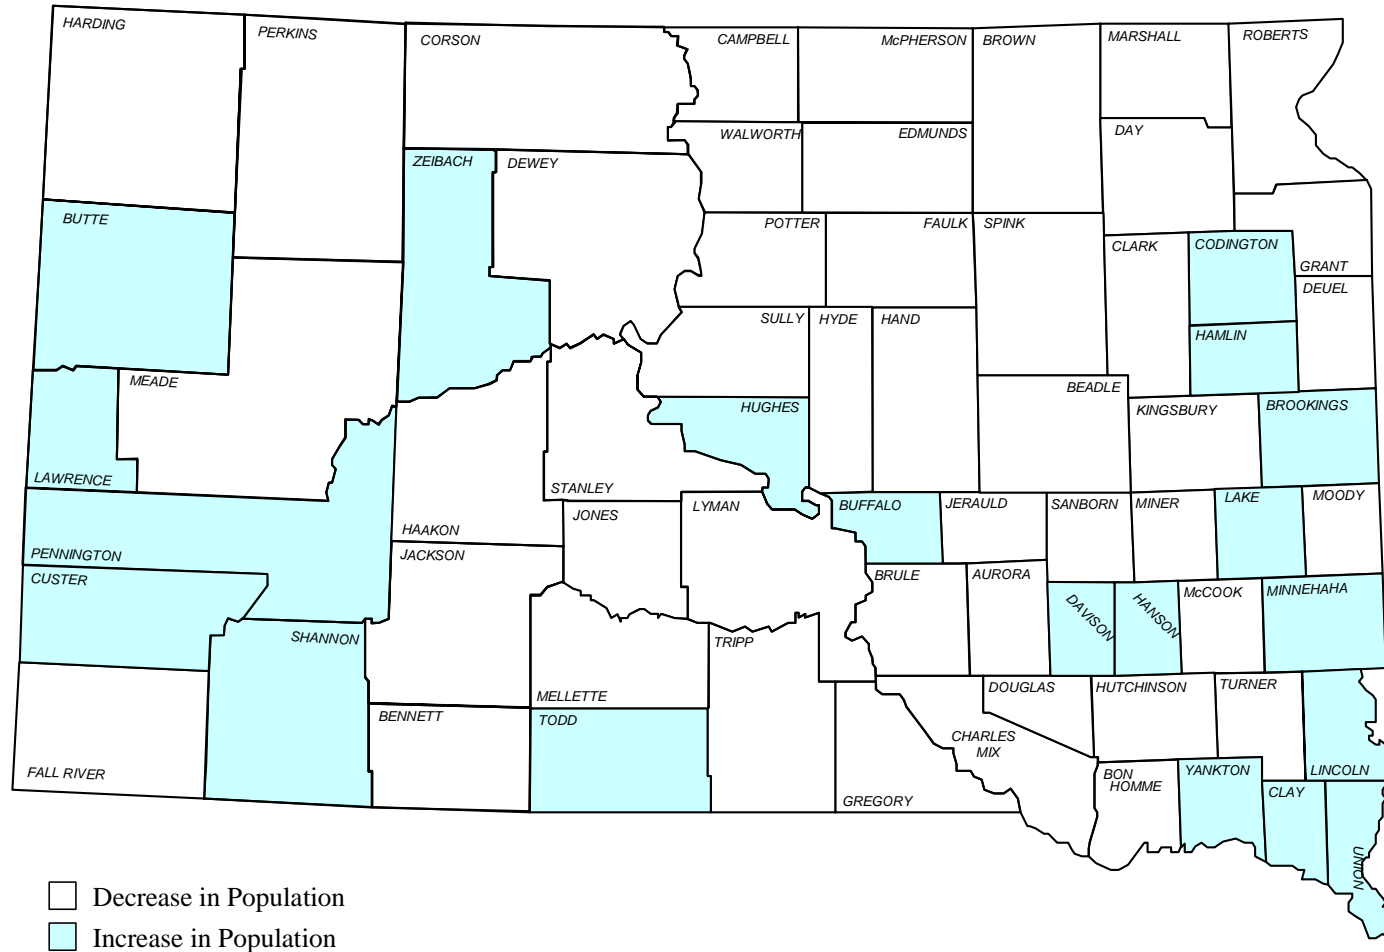 HARDING
PERKINS
CORSON
CAMPBELL
McPHERSON
BROWN
MARSHALL
ROBERTS
WALWORTH
EDMUNDS
DAY
ZEIBACH
DEWEY
BUTTE
POTTER
FAULK
SPINK
CLARK
CODINGTON
GRANT
DEUEL
SULLY
HYDE
HAND
HAMLIN
MEADE
BEADLE
HUGHES
KINGSBURY
BROOKINGS
LAWRENCE
STANLEY
LYMAN
BUFFALO
JERAULD
SANBORN
MINER
LAKE
MOODY
JONES
HAAKON
PENNINGTON
JACKSON
CUSTER
BRULE
AURORA
DAVISON
HANSON
McCOOK
MINNEHAHA
SHANNON
TRIPP
MELLETTE
DOUGLAS
HUTCHINSON
TURNER
BENNETT
TODD
CHARLES
MIX
FALL RIVER
GREGORY
BON
HOMME
YANKTON
LINCOLN
CLAY
UNION
Decrease in Population
Increase in Population